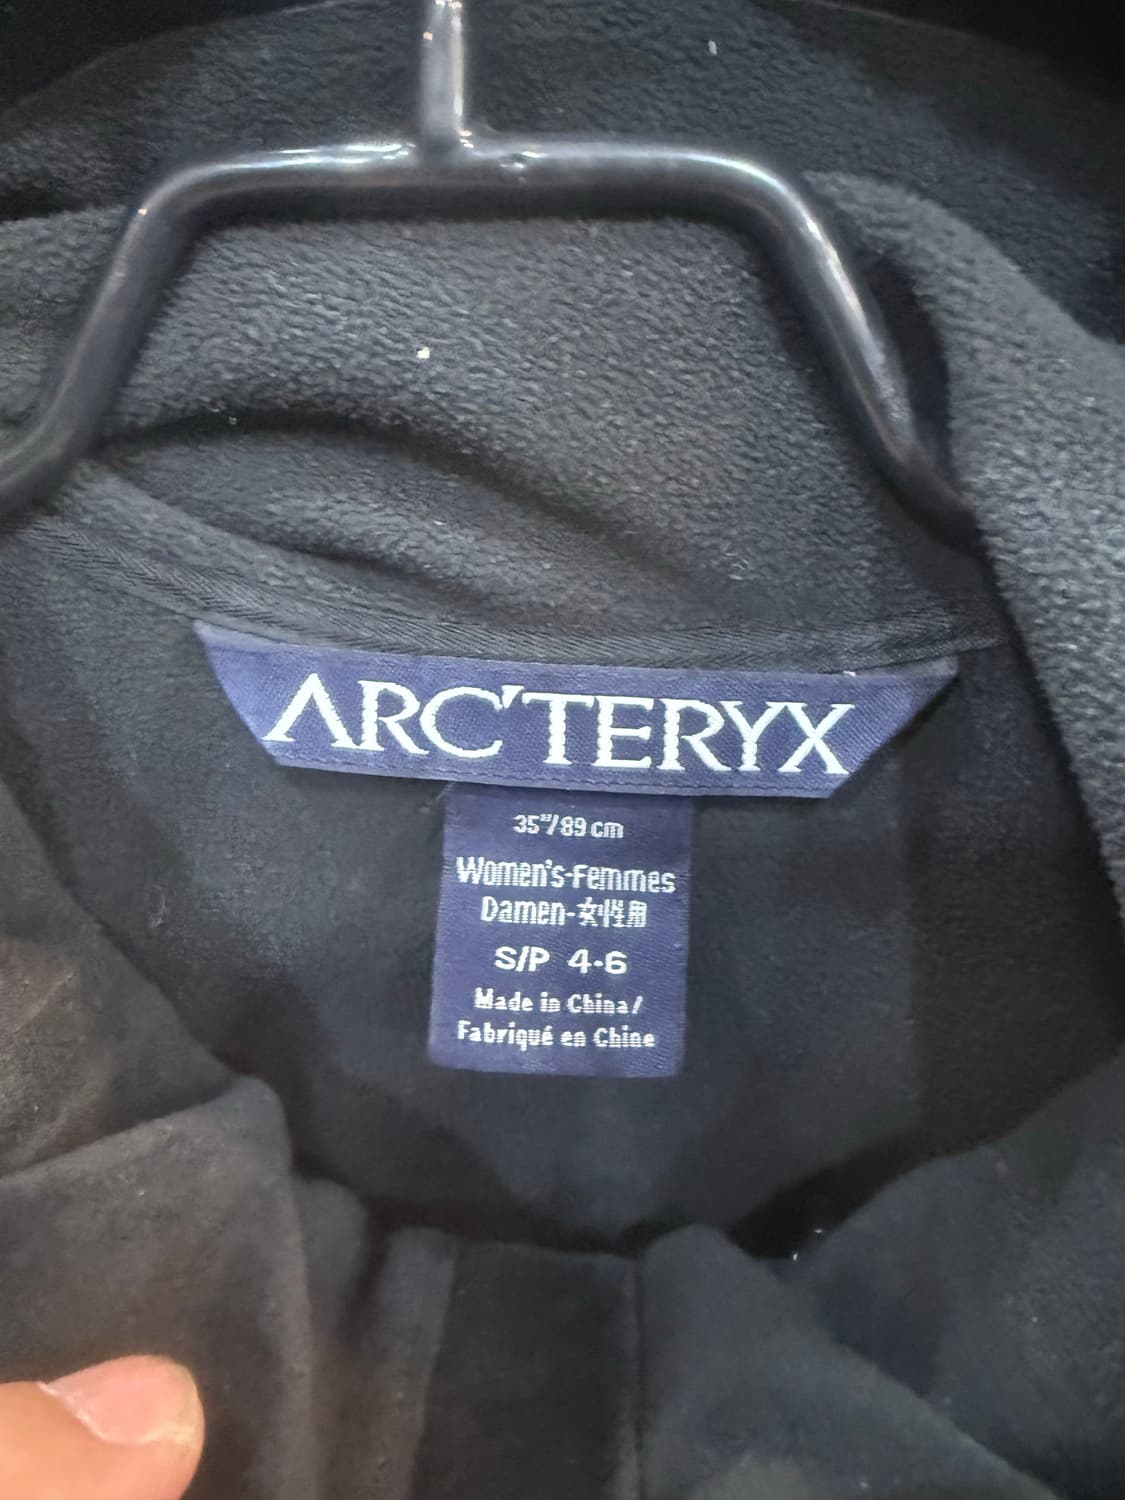 ARC'TERYX
35"/89 cm
Women's-Femmes
Damen-女性用
S/P 4-6
Made in China/
Fabriqué en Chine